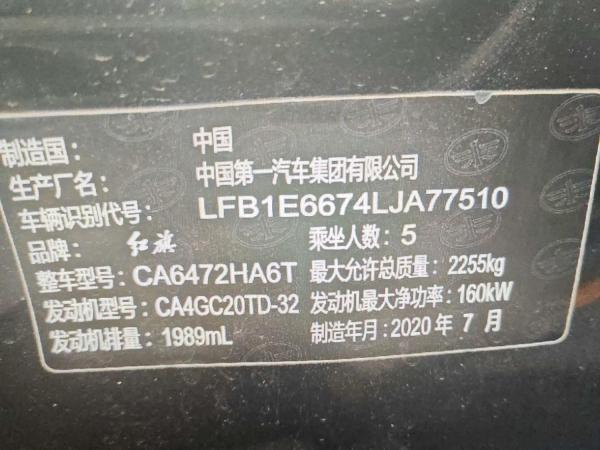 制造国： 中国
生产厂名： 中国第一汽车集团有限公司
车辆识别代号： LFB1E6674LJA77510
品牌： 红旗 乘坐人数：5
整车型号：CA6472HA6T 最大允许总质量：2255kg
发动机型号：CA4GC20TD-32 发动机最大净功率：160kW
发动机排量：1989mL 制造年月：2020 年 7 月